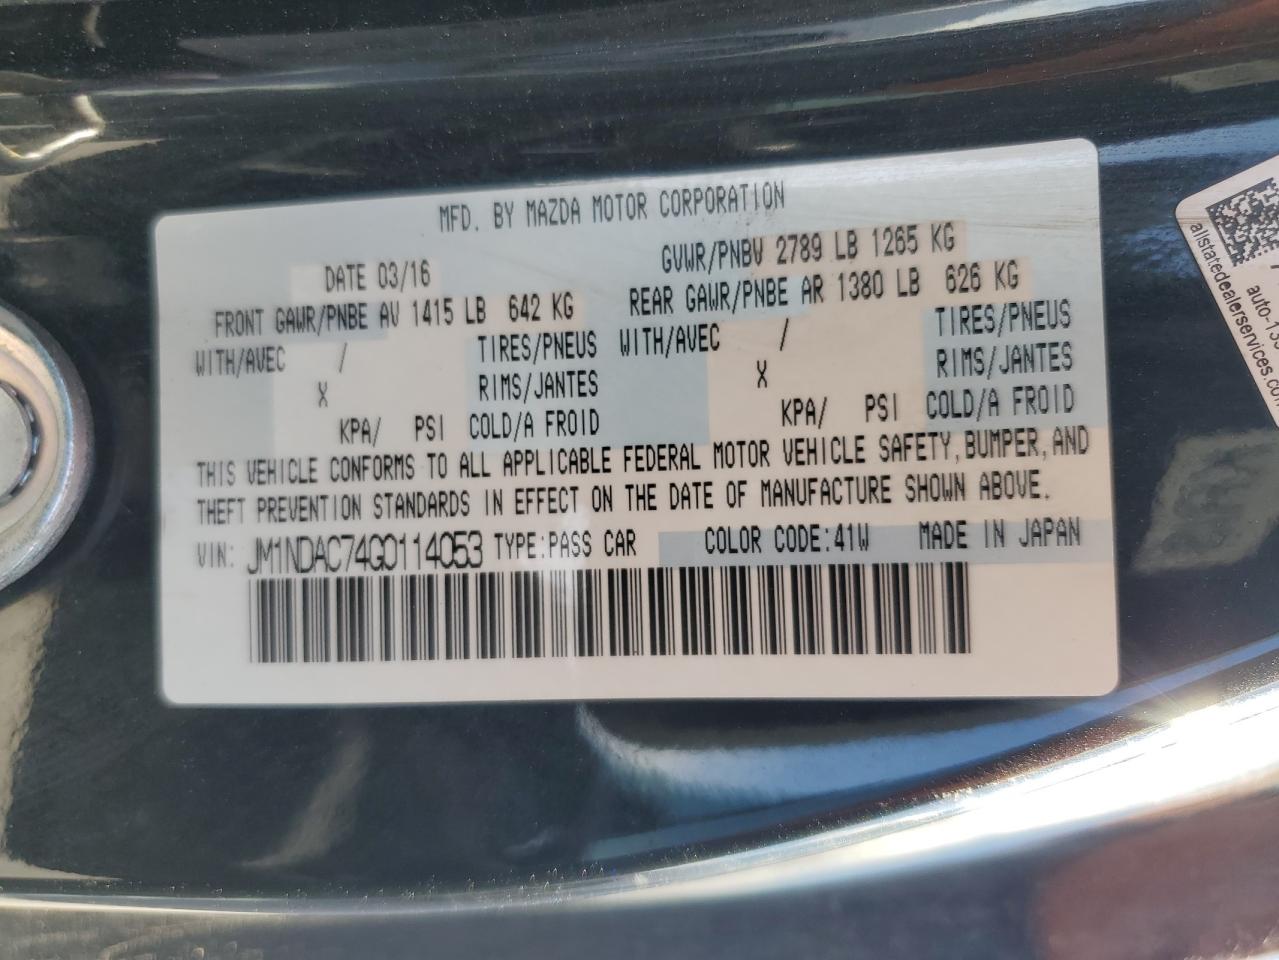 MFD. BY MAZDA MOTOR CORPORATION
DATE 03/16 GVWR/PNBV 2789 LB 1265 KG
FRONT GAWR/PNBE AV 1415 LB 642 KG REAR GAWR/PNBE AR 1380 LB 626 KG
WITH/AVEC / TIRES/PNEUS WITH/AVEC / TIRES/PNEUS
X RIMS/JANTES X RIMS/JANTES
KPA/ PSI COLD/A FROID KPA/ PSI COLD/A FROID
THIS VEHICLE CONFORMS TO ALL APPLICABLE FEDERAL MOTOR VEHICLE SAFETY, BUMPER, AND
THEFT PREVENTION STANDARDS IN EFFECT ON THE DATE OF MANUFACTURE SHOWN ABOVE.
VIN: JM1NDAC74G0114053 TYPE:PASS CAR COLOR CODE:41W MADE IN JAPAN
allstatedealerservices.com